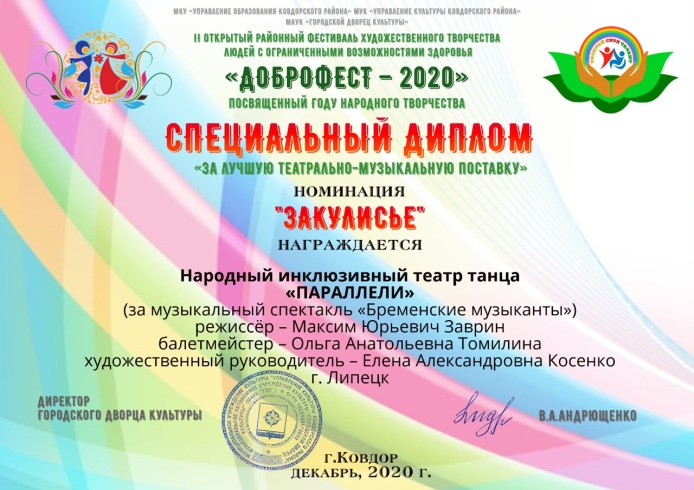 МКУ «УПРАВЛЕНИЕ ОБРАЗОВАНИЯ КОВДОРСКОГО РАЙОНА» МУК «УПРАВЛЕНИЕ КУЛЬТУРЫ КОВДОРСКОГО РАЙОНА»
МАУК «ГОРОДСКОЙ ДВОРЕЦ КУЛЬТУРЫ»
II ОТКРЫТЫЙ РАЙОННЫЙ ФЕСТИВАЛЬ ХУДОЖЕСТВЕННОГО ТВОРЧЕСТВА
ЛЮДЕЙ С ОГРАНИЧЕННЫМИ ВОЗМОЖНОСТЯМИ ЗДОРОВЬЯ
«ДОБРОФЕСТ – 2020»
ПОСВЯЩЕННЫЙ ГОДУ НАРОДНОГО ТВОРЧЕСТВА
СПЕЦИАЛЬНЫЙ ДИПЛОМ
«ЗА ЛУЧШУЮ ТЕАТРАЛЬНО-МУЗЫКАЛЬНУЮ ПОСТАВКУ»
НОМИНАЦИЯ
"ЗАКУЛИСЬЕ"
НАГРАЖДАЕТСЯ
Народный инклюзивный театр танца
«ПАРАЛЛЕЛИ»
(за музыкальный спектакль «Бременские музыканты»)
режиссёр – Максим Юрьевич Заврин
балетмейстер – Ольга Анатольевна Томилина
художественный руководитель – Елена Александровна Косенко
г. Липецк
ДИРЕКТОР
ГОРОДСКОГО ДВОРЦА КУЛЬТУРЫ
В.А.АНДРЮЩЕНКО
г.Ковдор
ДЕКАБРЬ, 2020 г.